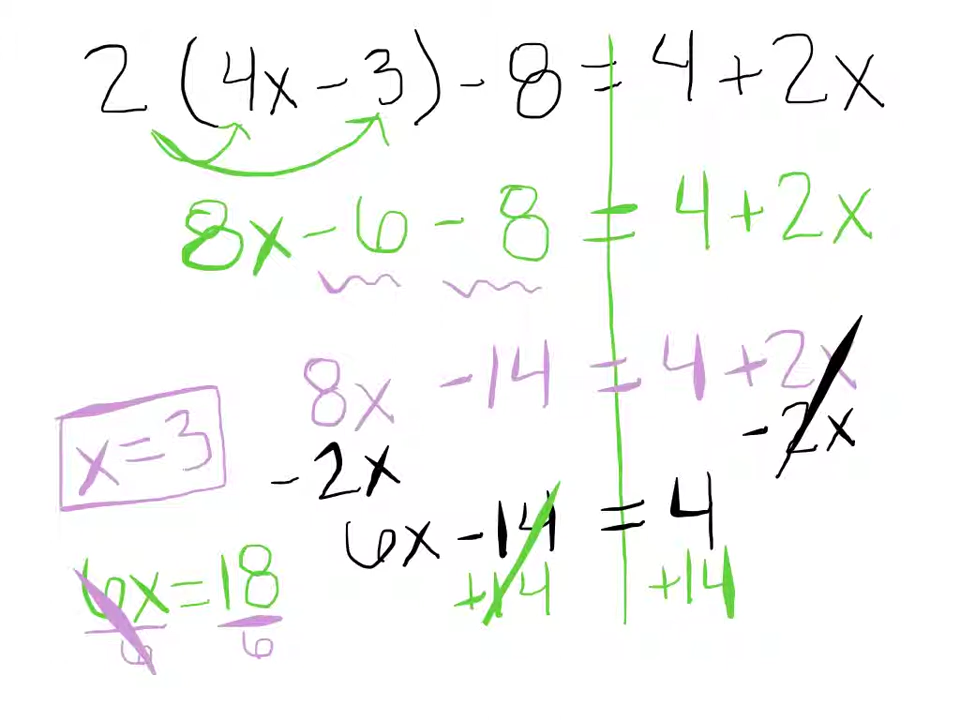 2(4x-3)-8=4+2x
8x-6-8=4+2x
8x-14=4+2x
-2x -2x
6x-14=4
+14 +14
6x=18
6 6
x=3